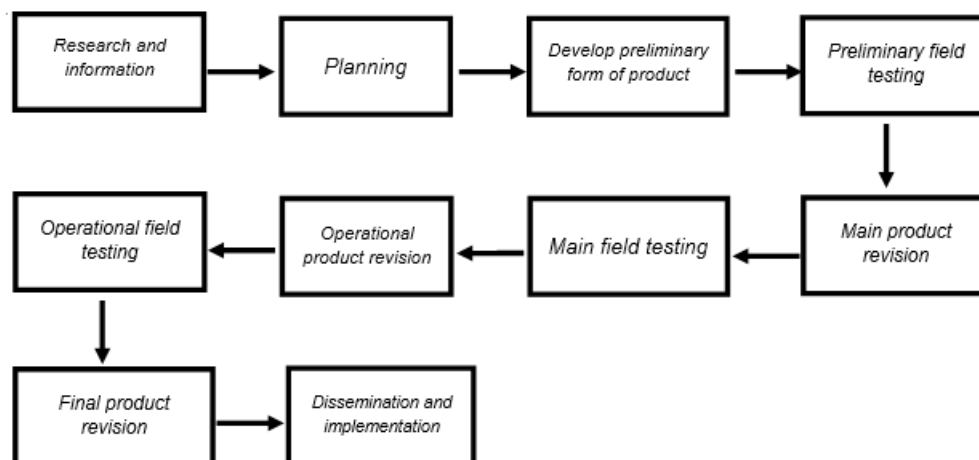 Research and
information
Planning
Develop preliminary
form of product
Preliminary field
testing
Main product
revision
Main field testing
Operational
product revision
Operational field
testing
Final product
revision
Dissemination and
implementation